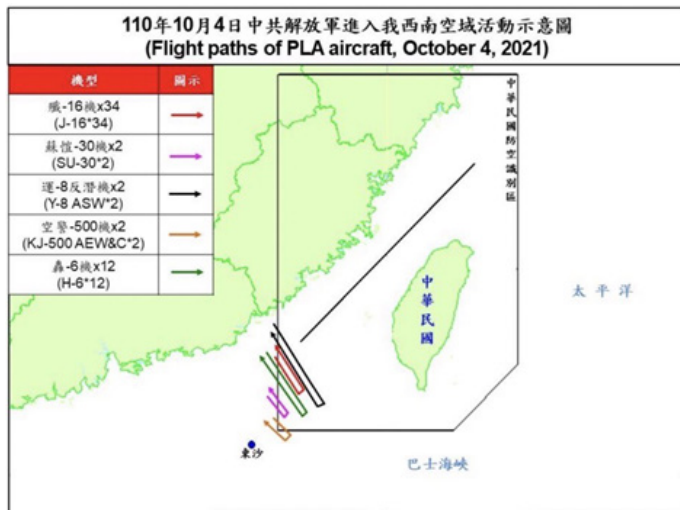 110年10月4日中共解放軍進入我西南空域活動示意圖
(Flight paths of PLA aircraft, October 4, 2021)
機型 圖示
殲-16機x34
(J-16*34)
蘇愷-30機x2
(SU-30*2)
運-8反潛機x2
(Y-8 ASW*2)
空警-500機x2
(KJ-500 AEW&C*2)
轟-6機x12
(H-6*12)
中華民國防空識別區
中華民國
太平洋
東沙
巴士海峽